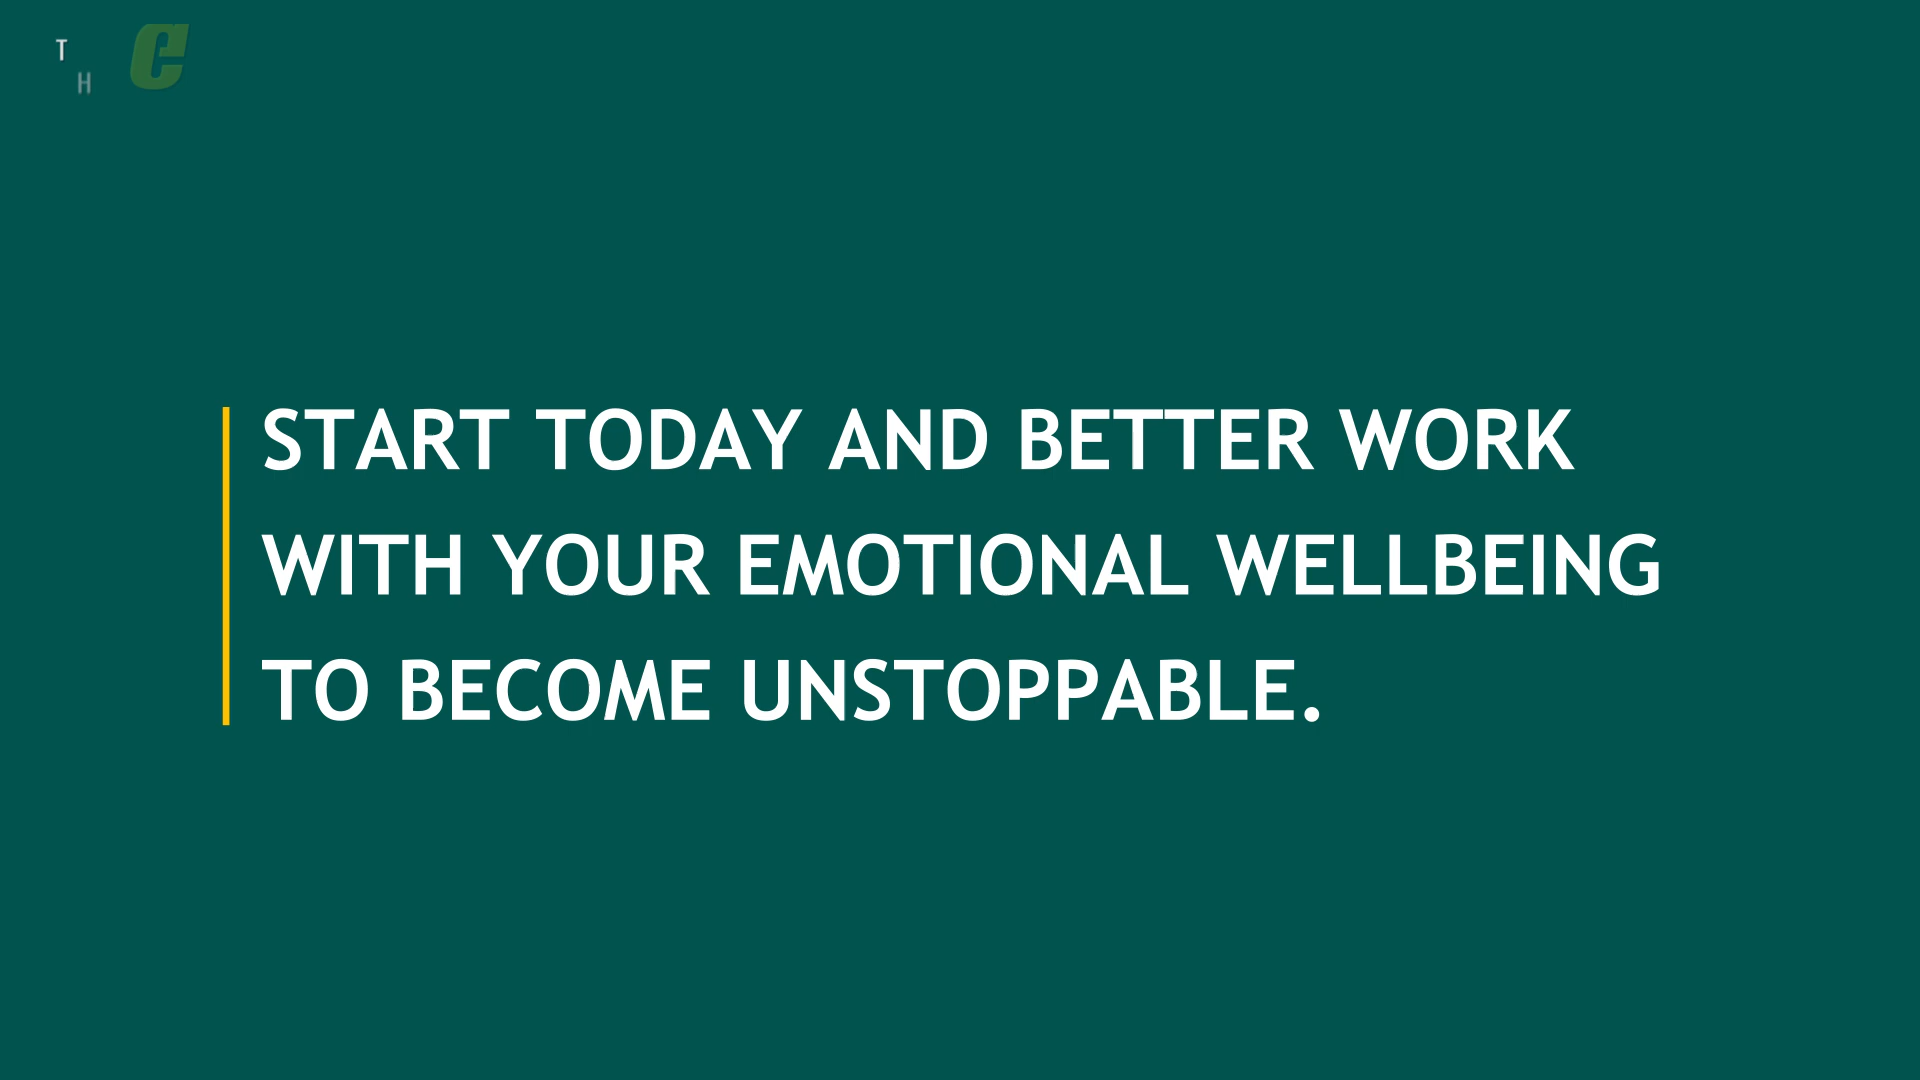 T
H
e
START TODAY AND BETTER WORK
WITH YOUR EMOTIONAL WELLBEING
TO BECOME UNSTOPPABLE.